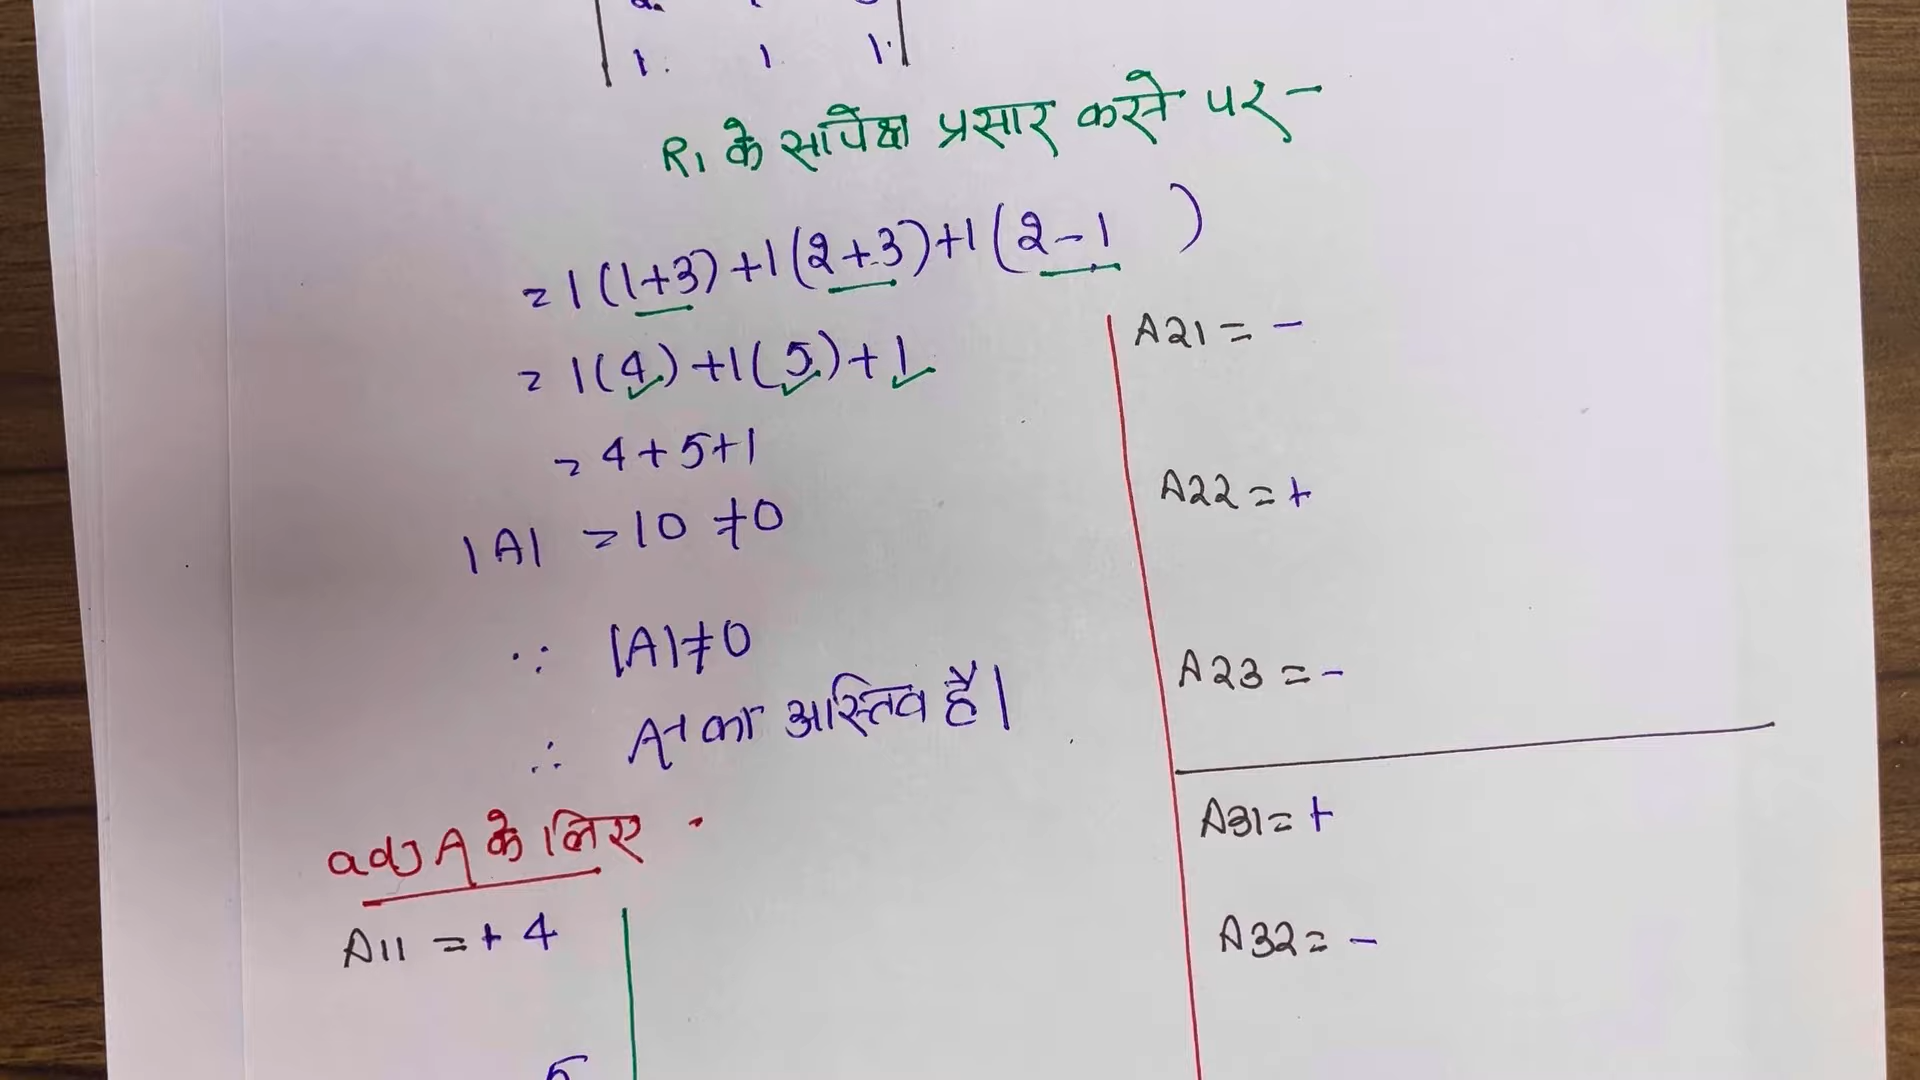 1 1 1
R1 के सापेक्ष प्रसार करने पर -
= 1(1+3)+1(2+3)+1(2-1 )
= 1(4)+1(5)+1
= 4+5+1
|A| = 10 ≠0
∵ |A|≠0
∴ A-1 का अस्तिव है|
adj A के लिए
A11 = + 4
5
A21 = -
A22 = +
A23 = -
A31 = +
A32 = -